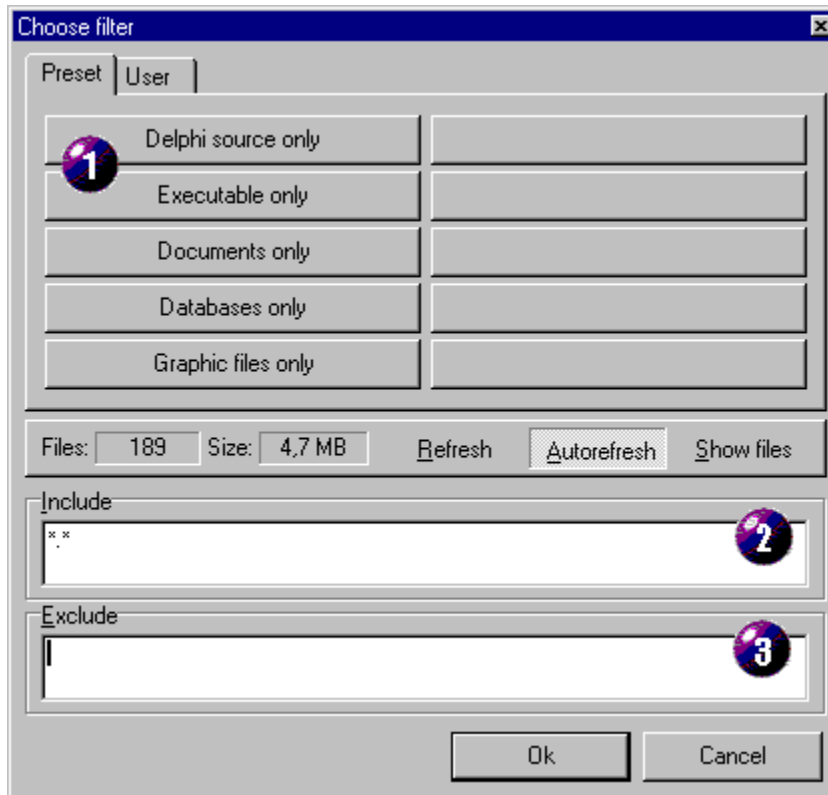 Choose filter
Preset User
1
Delphi source only
Executable only
Documents only
Databases only
Graphic files only
Files: 189 Size: 4,7 MB Refresh Autorefresh Show files
Include
*.*
2
Exclude
3
Ok Cancel